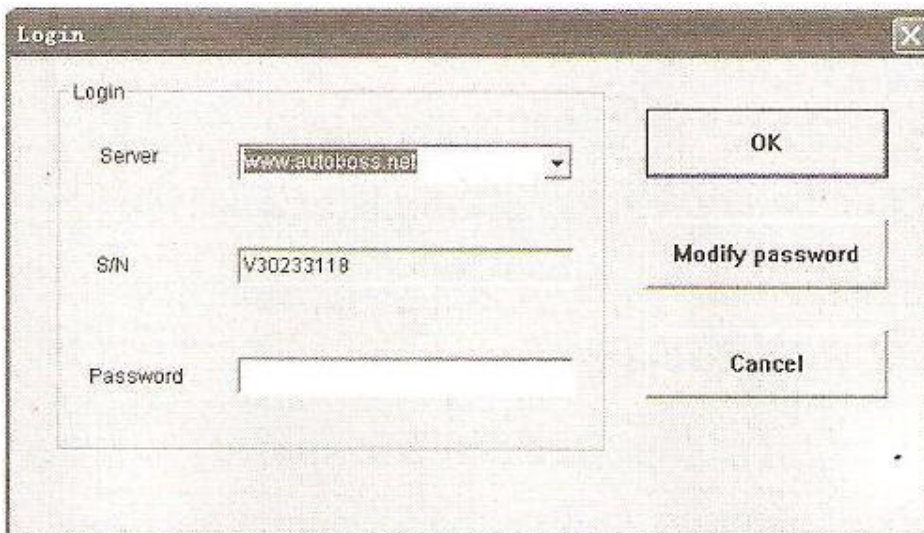 Login
Login
Server
www.autoboss.net
OK
S/N
V30233118
Modify password
Password
Cancel